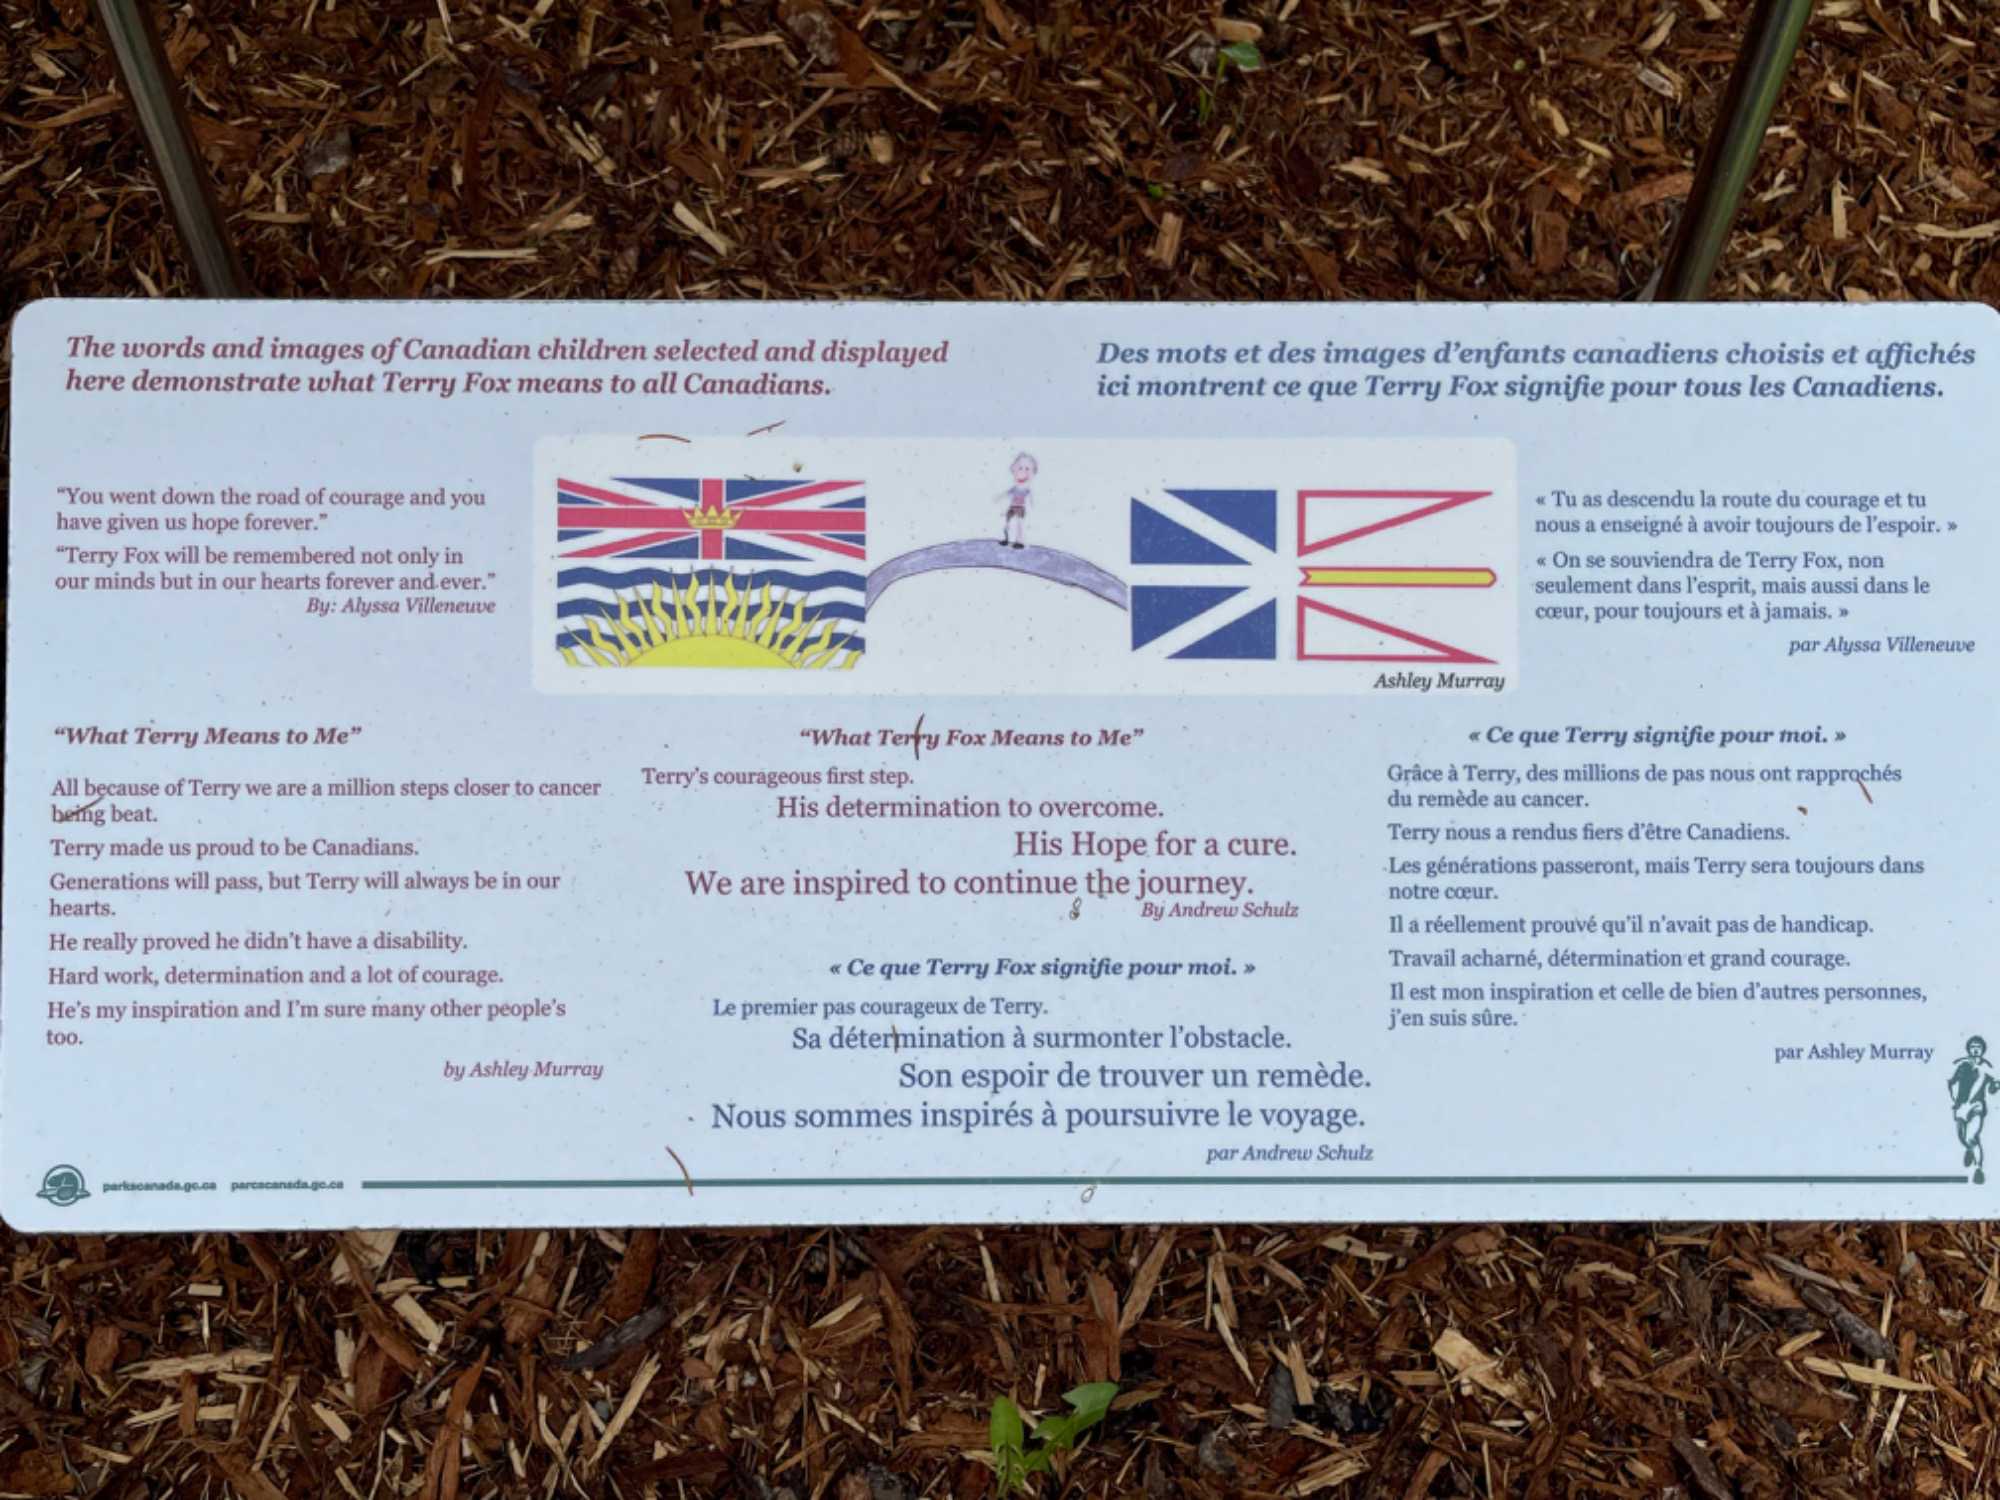 The words and images of Canadian children selected and displayed
here demonstrate what Terry Fox means to all Canadians.
Des mots et des images d'enfants canadiens choisis et affichés
ici montrent ce que Terry Fox signifie pour tous les Canadiens.
“You went down the road of courage and you
have given us hope forever.”
“Terry Fox will be remembered not only in
our minds but in our hearts forever and ever.”
By: Alyssa Villeneuve
Ashley Murray
« Tu as descendu la route du courage et tu
nous a enseigné à avoir toujours de l'espoir. »
« On se souviendra de Terry Fox, non
seulement dans l'esprit, mais aussi dans le
cœur, pour toujours et à jamais. »
par Alyssa Villeneuve
“What Terry Means to Me”
All because of Terry we are a million steps closer to cancer
being beat.
Terry made us proud to be Canadians.
Generations will pass, but Terry will always be in our
hearts.
He really proved he didn't have a disability.
Hard work, determination and a lot of courage.
He's my inspiration and I'm sure many other people's
too.
by Ashley Murray
“What Terry Fox Means to Me”
Terry's courageous first step.
His determination to overcome.
His Hope for a cure.
We are inspired to continue the journey.
By Andrew Schulz
« Ce que Terry Fox signifie pour moi. »
Le premier pas courageux de Terry.
Sa détermination à surmonter l'obstacle.
Son espoir de trouver un remède.
Nous sommes inspirés à poursuivre le voyage.
par Andrew Schulz
« Ce que Terry signifie pour moi. »
Grâce à Terry, des millions de pas nous ont rapprochés
du remède au cancer.
Terry nous a rendus fiers d'être Canadiens.
Les générations passeront, mais Terry sera toujours dans
notre cœur.
Il a réellement prouvé qu'il n'avait pas de handicap.
Travail acharné, détermination et grand courage.
Il est mon inspiration et celle de bien d'autres personnes,
j'en suis sûre.
par Ashley Murray
parkscanada.gc.ca parcscanada.gc.ca